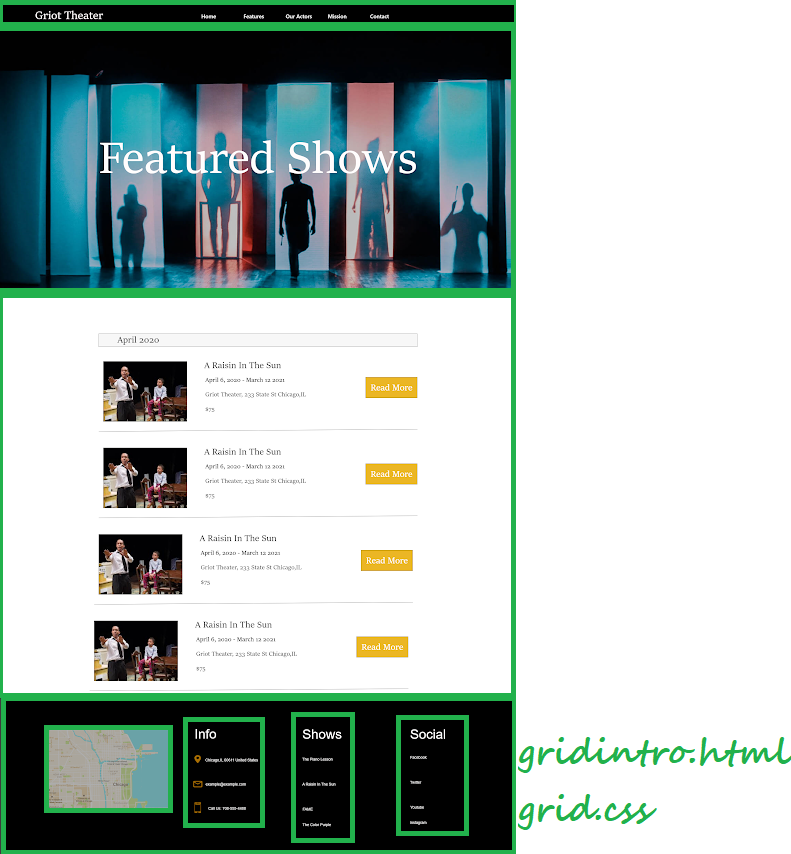 Griot Theater Home Features Our Actors Mission Contact
Featured Shows
April 2020
A Raisin In The Sun
April 6, 2020 - March 12 2021
Griot Theater, 233 State St Chicago,IL
$75
Read More
A Raisin In The Sun
April 6, 2020 - March 12 2021
Griot Theater, 233 State St Chicago,IL
$75
Read More
A Raisin In The Sun
April 6, 2020 - March 12 2021
Griot Theater, 233 State St Chicago,IL
$75
Read More
A Raisin In The Sun
April 6, 2020 - March 12 2021
Griot Theater, 233 State St Chicago,IL
$75
Read More
Chicago
Info
Chicago,IL 60611 United States
example@example.com
Shows
The Piano Lesson
A Raisin In The Sun
FAME
The Color Purple
Social
Facebook
Twitter
Youtube
Instagram
gridintro.html
grid.css